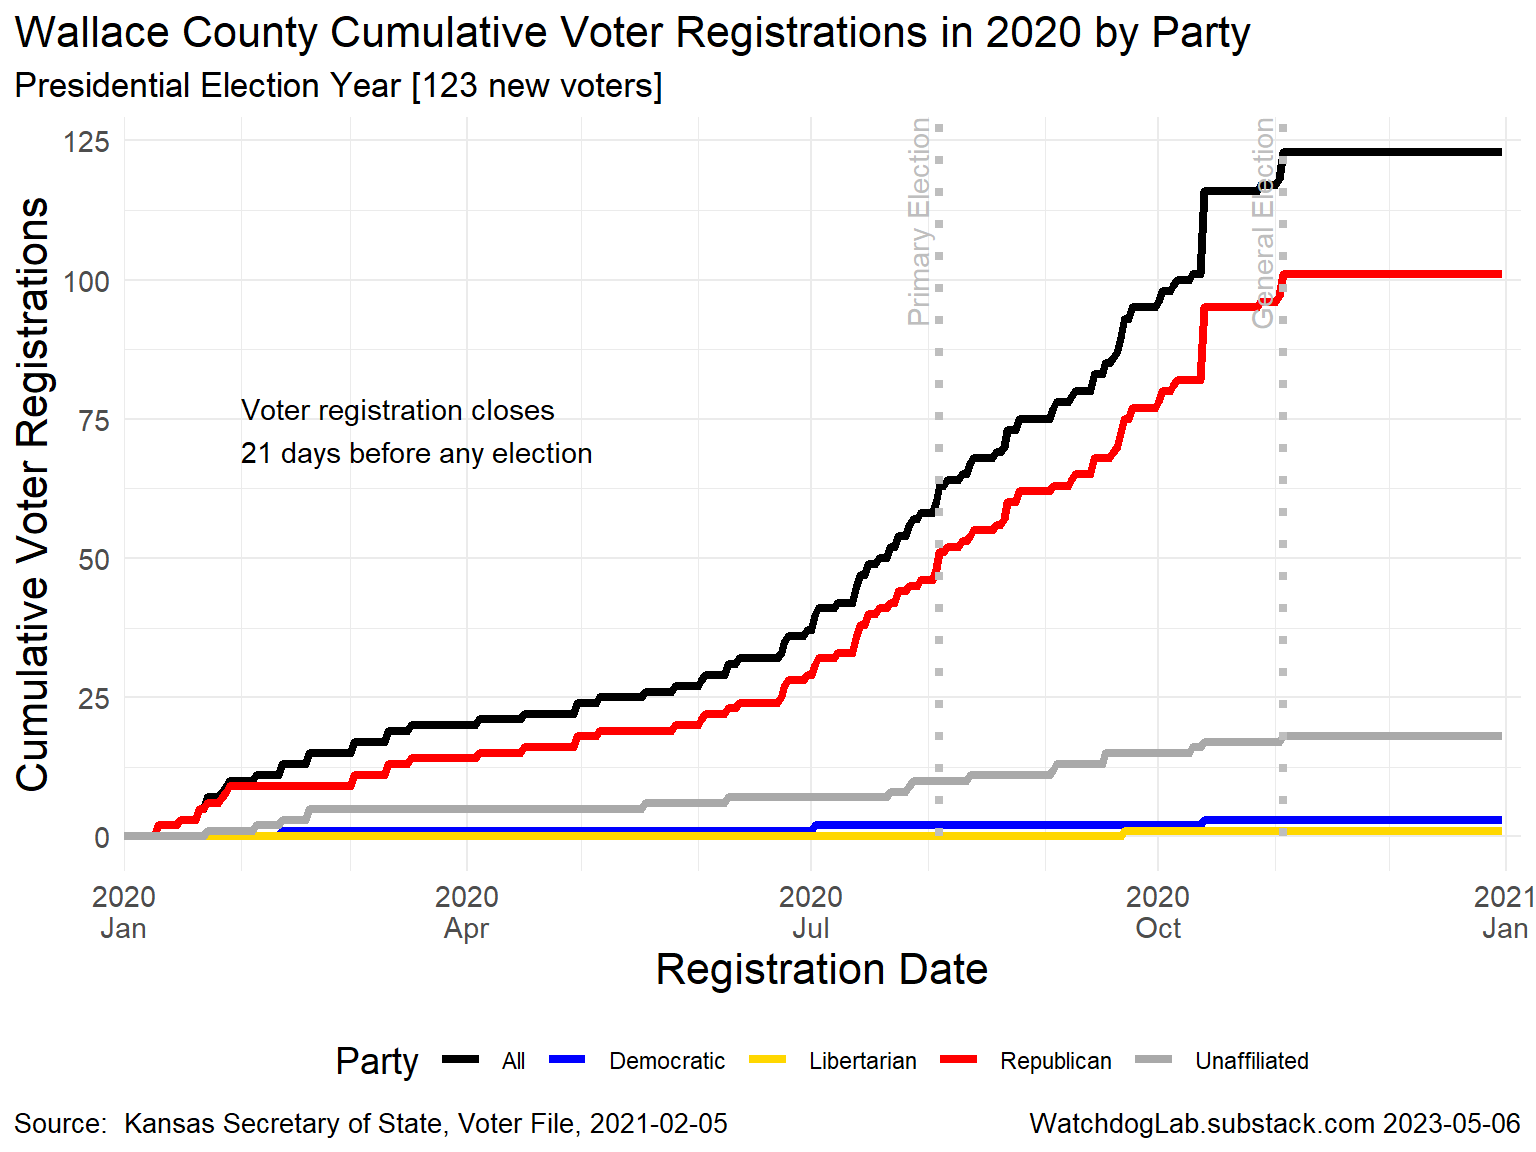 Wallace County Cumulative Voter Registrations in 2020 by Party
Presidential Election Year [123 new voters]
Cumulative Voter Registrations
125
100
75
50
25
0
Primary Election
General Election
Voter registration closes
21 days before any election
2020 2020 2020 2020 2021
Jan Apr Jul Oct Jan
Registration Date
Party All Democratic Libertarian Republican Unaffiliated
Source:  Kansas Secretary of State, Voter File, 2021-02-05
WatchdogLab.substack.com 2023-05-06